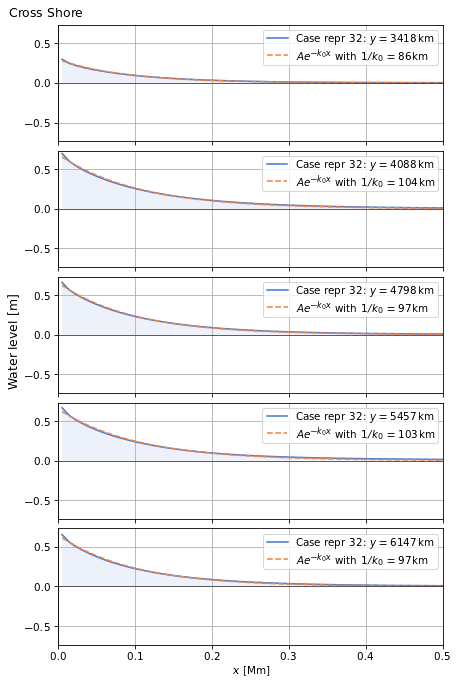 Cross Shore
0.5
0.0
−0.5
Case repr 32: y = 3418 km
Ae^{−k₀x} with 1/k₀ = 86 km
0.5
0.0
−0.5
Case repr 32: y = 4088 km
Ae^{−k₀x} with 1/k₀ = 104 km
Water level [m]
0.5
0.0
−0.5
Case repr 32: y = 4798 km
Ae^{−k₀x} with 1/k₀ = 97 km
0.5
0.0
−0.5
Case repr 32: y = 5457 km
Ae^{−k₀x} with 1/k₀ = 103 km
0.5
0.0
−0.5
Case repr 32: y = 6147 km
Ae^{−k₀x} with 1/k₀ = 97 km
0.0 0.1 0.2 0.3 0.4 0.5
x [Mm]